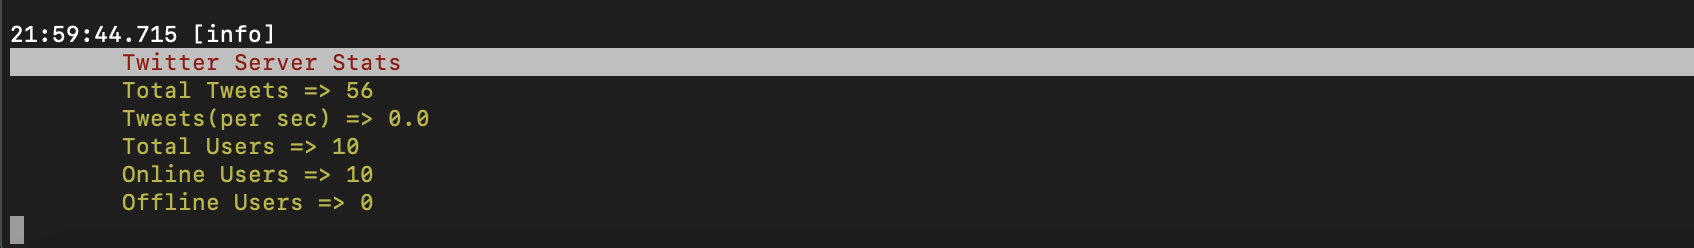 21:59:44.715 [info]
Twitter Server Stats
Total Tweets => 56
Tweets(per sec) => 0.0
Total Users => 10
Online Users => 10
Offline Users => 0